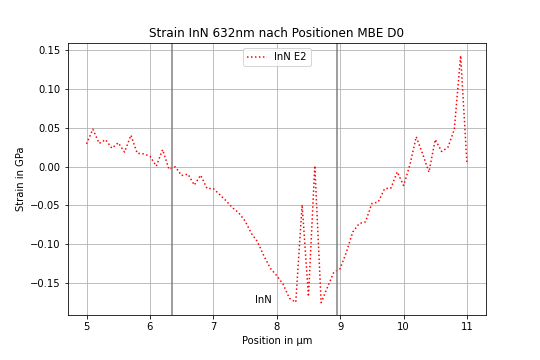 Strain InN 632nm nach Positionen MBE D0
InN E2
0.15
0.10
0.05
0.00
−0.05
−0.10
−0.15
Strain in GPa
InN
5 6 7 8 9 10 11
Position in µm